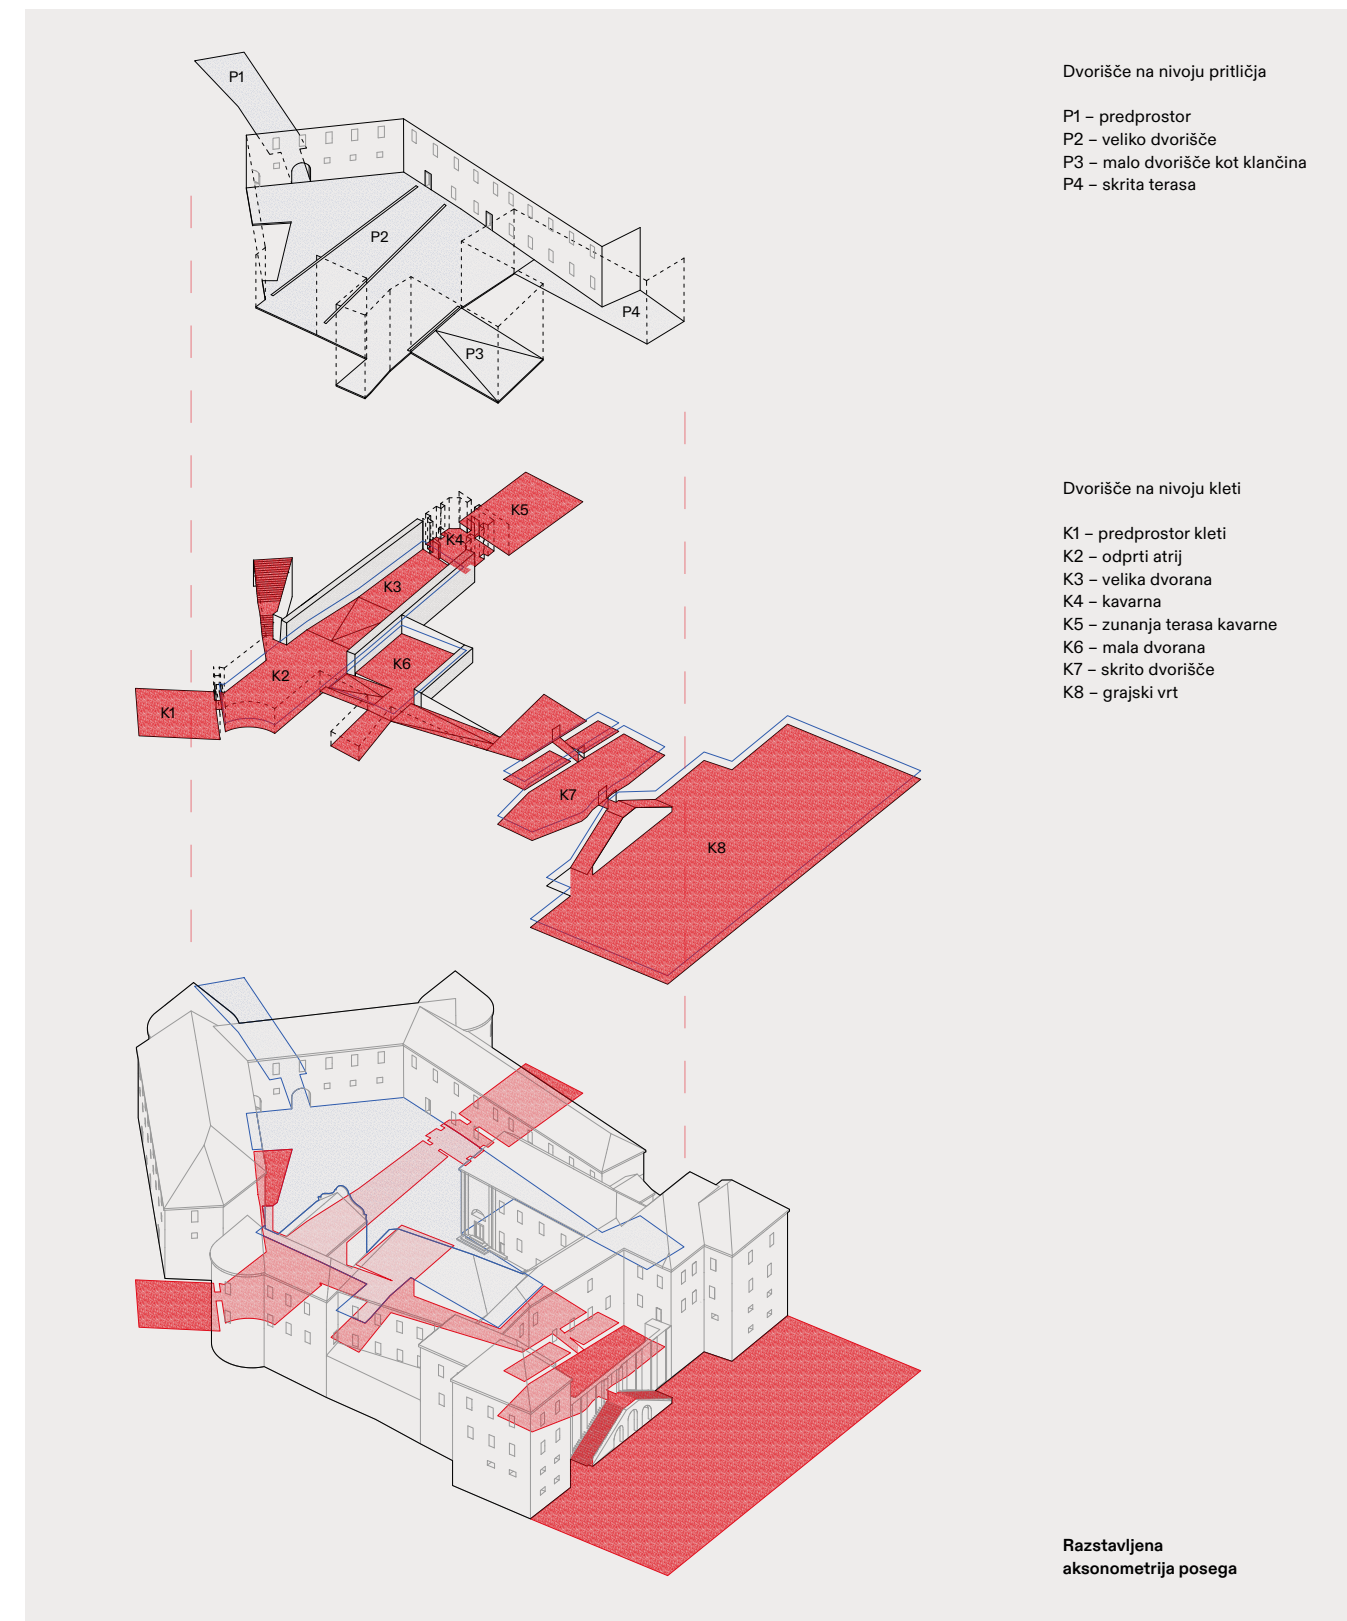 P1
P2
P3
P4
Dvorišče na nivoju pritličja
P1 – predprostor
P2 – veliko dvorišče
P3 – malo dvorišče kot klančina
P4 – skrita terasa
K1
K2
K3
K4
K5
K6
K7
K8
Dvorišče na nivoju kleti
K1 – predprostor kleti
K2 – odprti atrij
K3 – velika dvorana
K4 – kavarna
K5 – zunanja terasa kavarne
K6 – mala dvorana
K7 – skrito dvorišče
K8 – grajski vrt
Razstavljena
aksonometrija posega